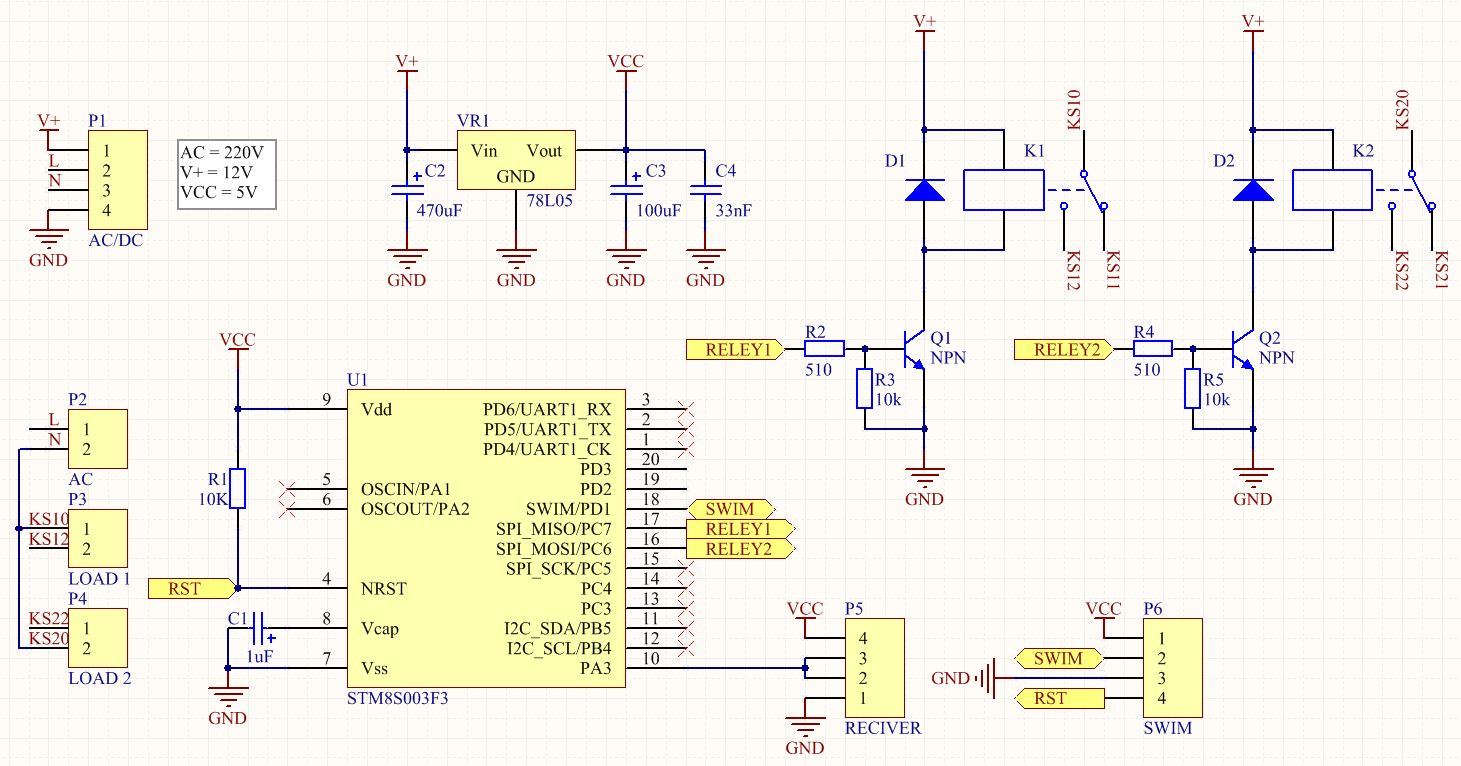 V+
P1
1
L
2
N
3
4
AC/DC
GND
AC = 220V
V+ = 12V
VCC = 5V
V+
C2
+
470uF
GND
VR1
Vin
Vout
GND
78L05
GND
VCC
+
C3
100uF
GND
C4
33nF
GND
V+
D1
K1
KS10
KS12
KS11
RELEY1
R2
510
R3
10k
Q1
NPN
GND
V+
D2
K2
KS20
KS22
KS21
RELEY2
R4
510
R5
10k
Q2
NPN
GND
P2
L
1
N
2
AC
P3
KS10
1
KS12
2
LOAD 1
P4
KS22
1
KS20
2
LOAD 2
VCC
R1
10K
RST
C1
+
1uF
GND
U1
9
Vdd
5
OSCIN/PA1
6
OSCOUT/PA2
4
NRST
8
Vcap
7
Vss
PD6/UART1_RX
3
PD5/UART1_TX
2
PD4/UART1_CK
1
PD3
20
PD2
19
SWIM/PD1
18
SWIM
SPI_MISO/PC7
17
RELEY1
SPI_MOSI/PC6
16
RELEY2
SPI_SCK/PC5
15
PC4
14
PC3
13
I2C_SDA/PB5
11
I2C_SCL/PB4
12
PA3
10
STM8S003F3
VCC
P5
4
3
2
1
RECIVER
GND
VCC
P6
1
SWIM
2
GND
3
RST
4
SWIM